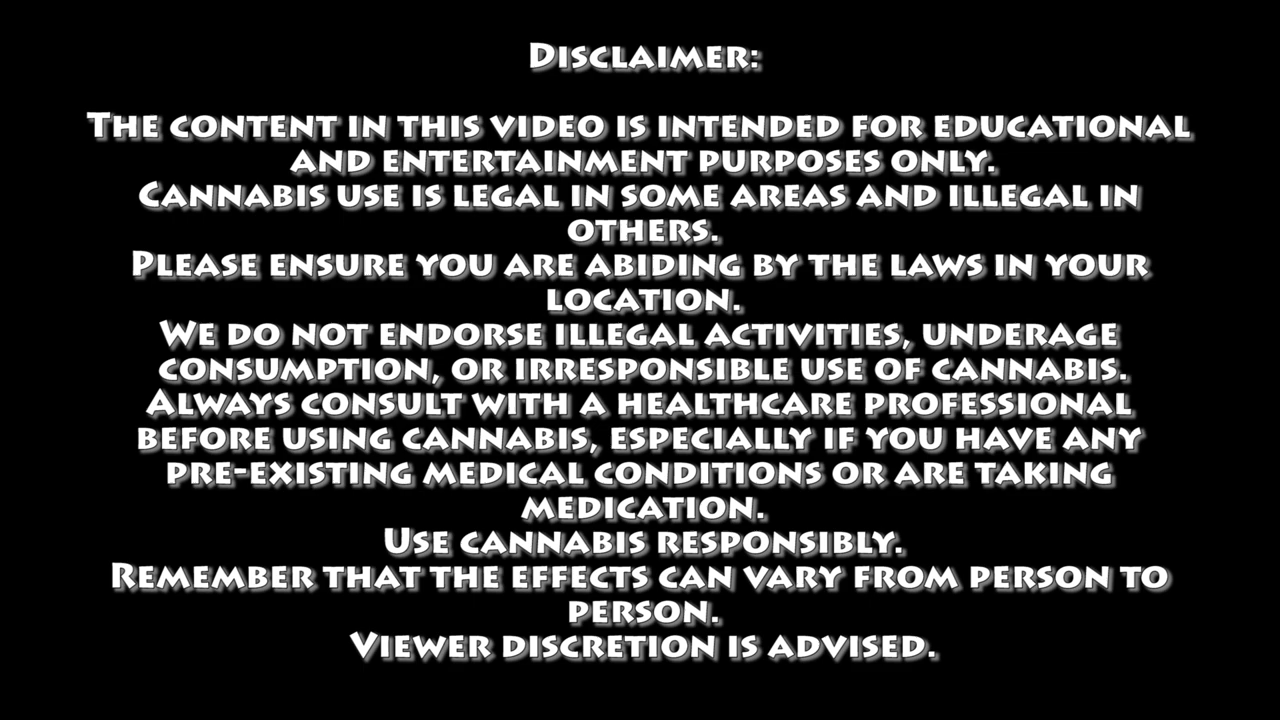 Disclaimer:
The content in this video is intended for educational
and entertainment purposes only.
Cannabis use is legal in some areas and illegal in
others.
Please ensure you are abiding by the laws in your
location.
We do not endorse illegal activities, underage
consumption, or irresponsible use of cannabis.
Always consult with a healthcare professional
before using cannabis, especially if you have any
pre-existing medical conditions or are taking
medication.
Use cannabis responsibly.
Remember that the effects can vary from person to
person.
Viewer discretion is advised.